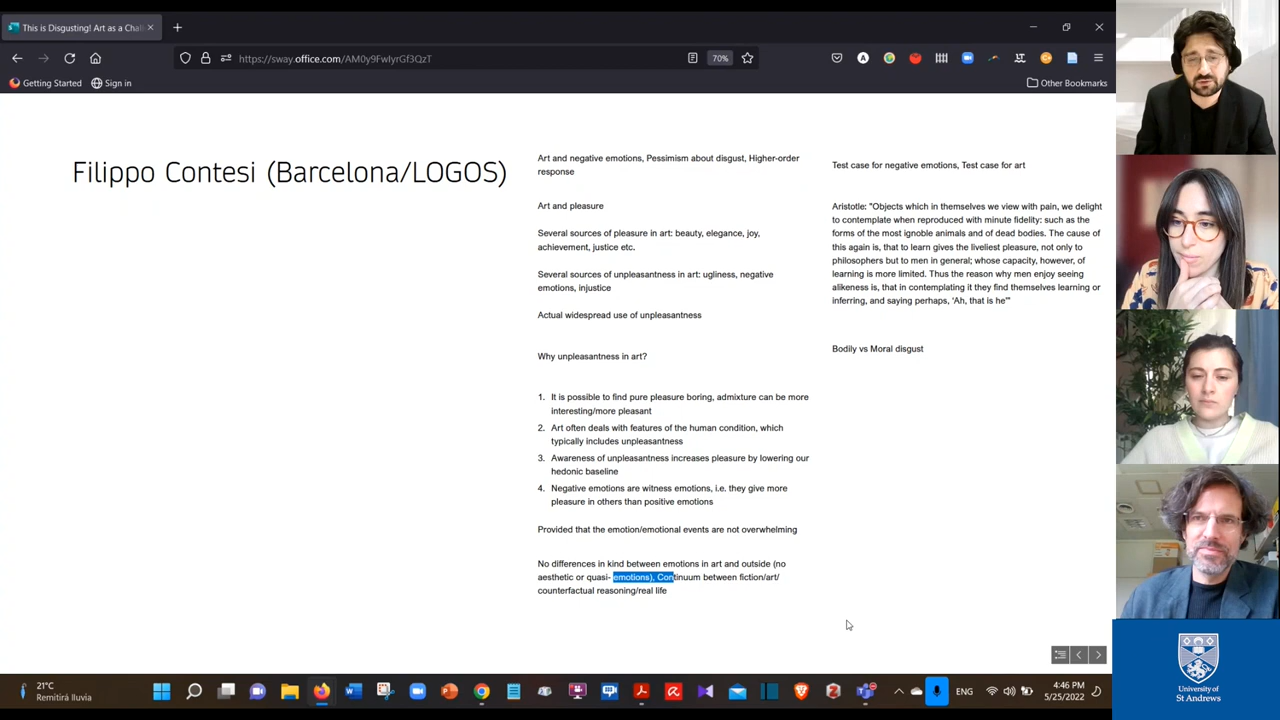 This is Disgusting! Art as a Chal
https://sway.office.com/AM0y9FwIyrGf3QzT
70%
Getting Started
Sign in
Other Bookmarks
Filippo Contesi (Barcelona/LOGOS)
Art and negative emotions, Pessimism about disgust, Higher-order
response
Art and pleasure
Several sources of pleasure in art: beauty, elegance, joy,
achievement, justice etc.
Several sources of unpleasantness in art: ugliness, negative
emotions, injustice
Actual widespread use of unpleasantness
Why unpleasantness in art?
1. It is possible to find pure pleasure boring, admixture can be more
interesting/more pleasant
2. Art often deals with features of the human condition, which
typically includes unpleasantness
3. Awareness of unpleasantness increases pleasure by lowering our
hedonic baseline
4. Negative emotions are witness emotions, i.e. they give more
pleasure in others than positive emotions
Provided that the emotion/emotional events are not overwhelming
No differences in kind between emotions in art and outside (no
aesthetic or quasi- emotions), Continuum between fiction/art/
counterfactual reasoning/real life
Test case for negative emotions, Test case for art
Aristotle: "Objects which in themselves we view with pain, we delight
to contemplate when reproduced with minute fidelity: such as the
forms of the most ignoble animals and of dead bodies. The cause of
this again is, that to learn gives the liveliest pleasure, not only to
philosophers but to men in general; whose capacity, however, of
learning is more limited. Thus the reason why men enjoy seeing
alikeness is, that in contemplating it they find themselves learning or
inferring, and saying perhaps, 'Ah, that is he'"
Bodily vs Moral disgust
21°C
Remitirá lluvia
ENG
4:46 PM
5/25/2022
University of
St Andrews